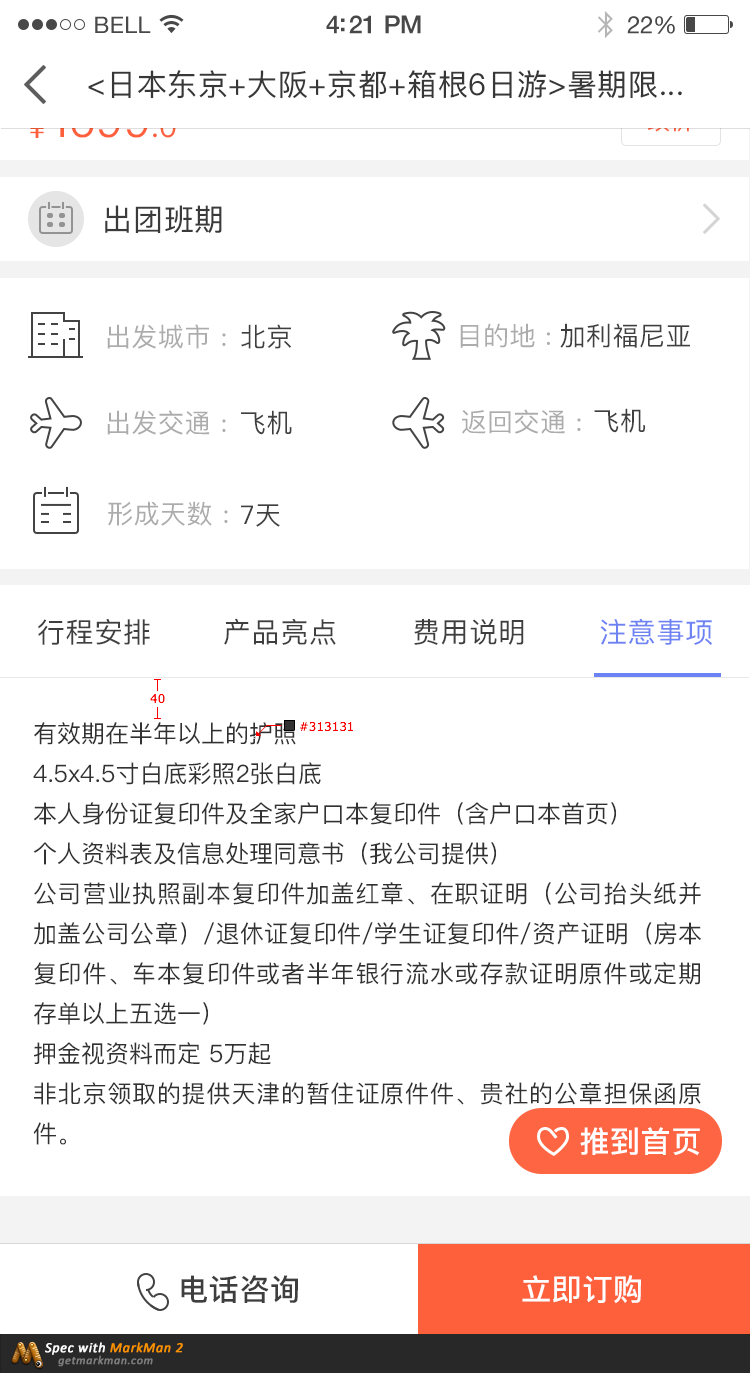 BELL 4:21 PM 22%
<日本东京+大阪+京都+箱根6日游>暑期限...
出团班期
出发城市：北京 目的地：加利福尼亚
出发交通：飞机 返回交通：飞机
形成天数：7天
行程安排 产品亮点 费用说明 注意事项
40
有效期在半年以上的护照 #313131
4.5x4.5寸白底彩照2张白底
本人身份证复印件及全家户口本复印件（含户口本首页）
个人资料表及信息处理同意书（我公司提供）
公司营业执照副本复印件加盖红章、在职证明（公司抬头纸并
加盖公司公章）/退休证复印件/学生证复印件/资产证明（房本
复印件、车本复印件或者半年银行流水或存款证明原件或定期
存单以上五选一）
押金视资料而定 5万起
非北京领取的提供天津的暂住证原件件、贵社的公章担保函原
件。
推到首页
电话咨询 立即订购
Spec with MarkMan 2
getmarkman.com